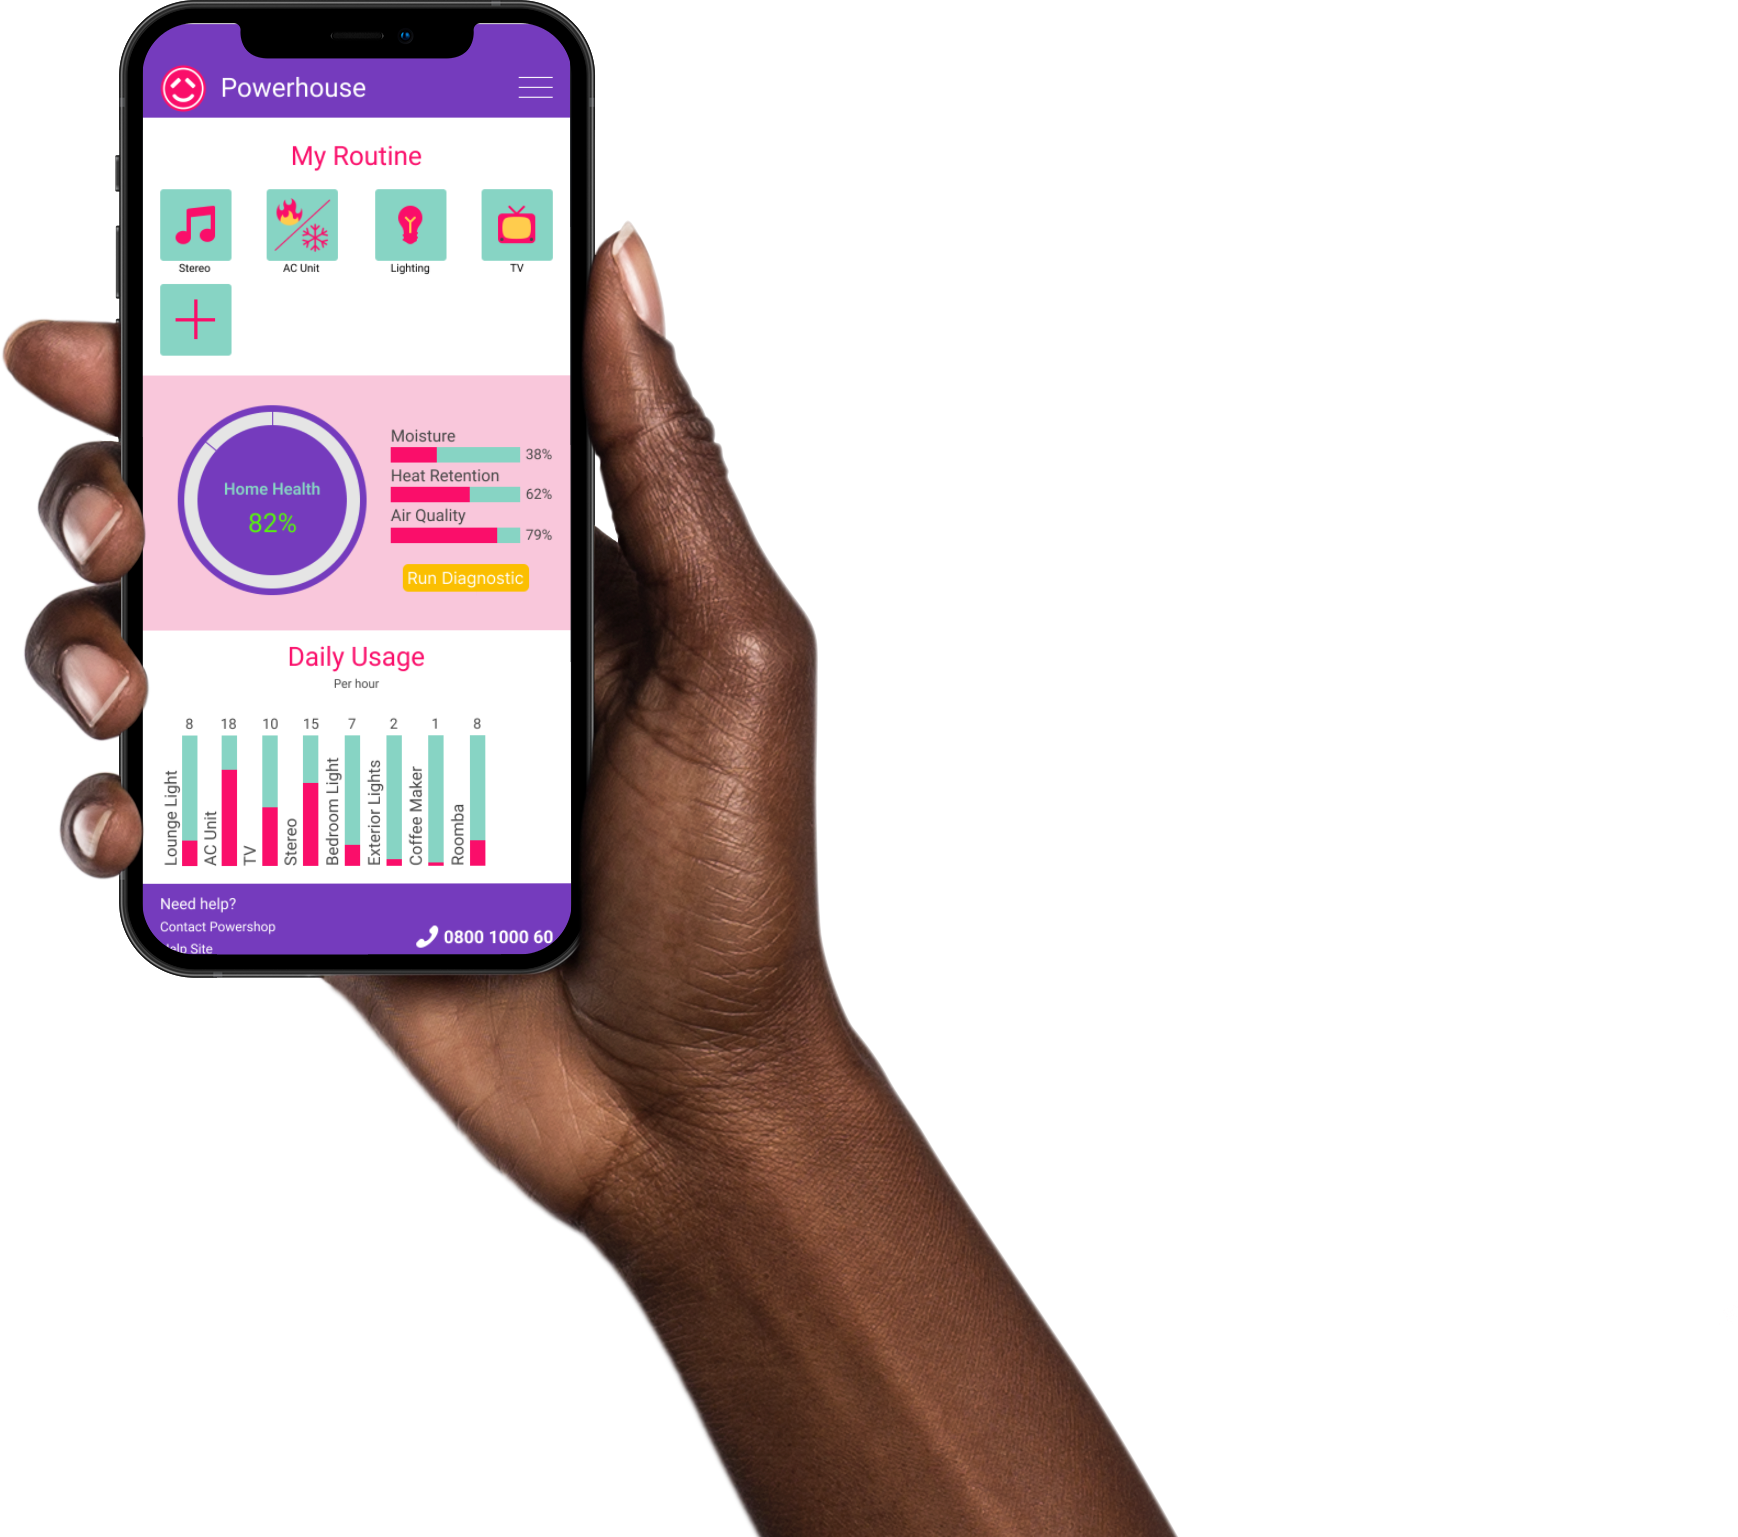 Powerhouse
My Routine
Stereo
AC Unit
Lighting
TV
Moisture
38%
Heat Retention
62%
Air Quality
79%
Home Health
82%
Run Diagnostic
Daily Usage
Per hour
8 18 10 15 7 2 1 8
Lounge Light
AC Unit
TV
Stereo
Bedroom Light
Exterior Lights
Coffee Maker
Roomba
Need help?
Contact Powershop
0800 1000 60
elp Site